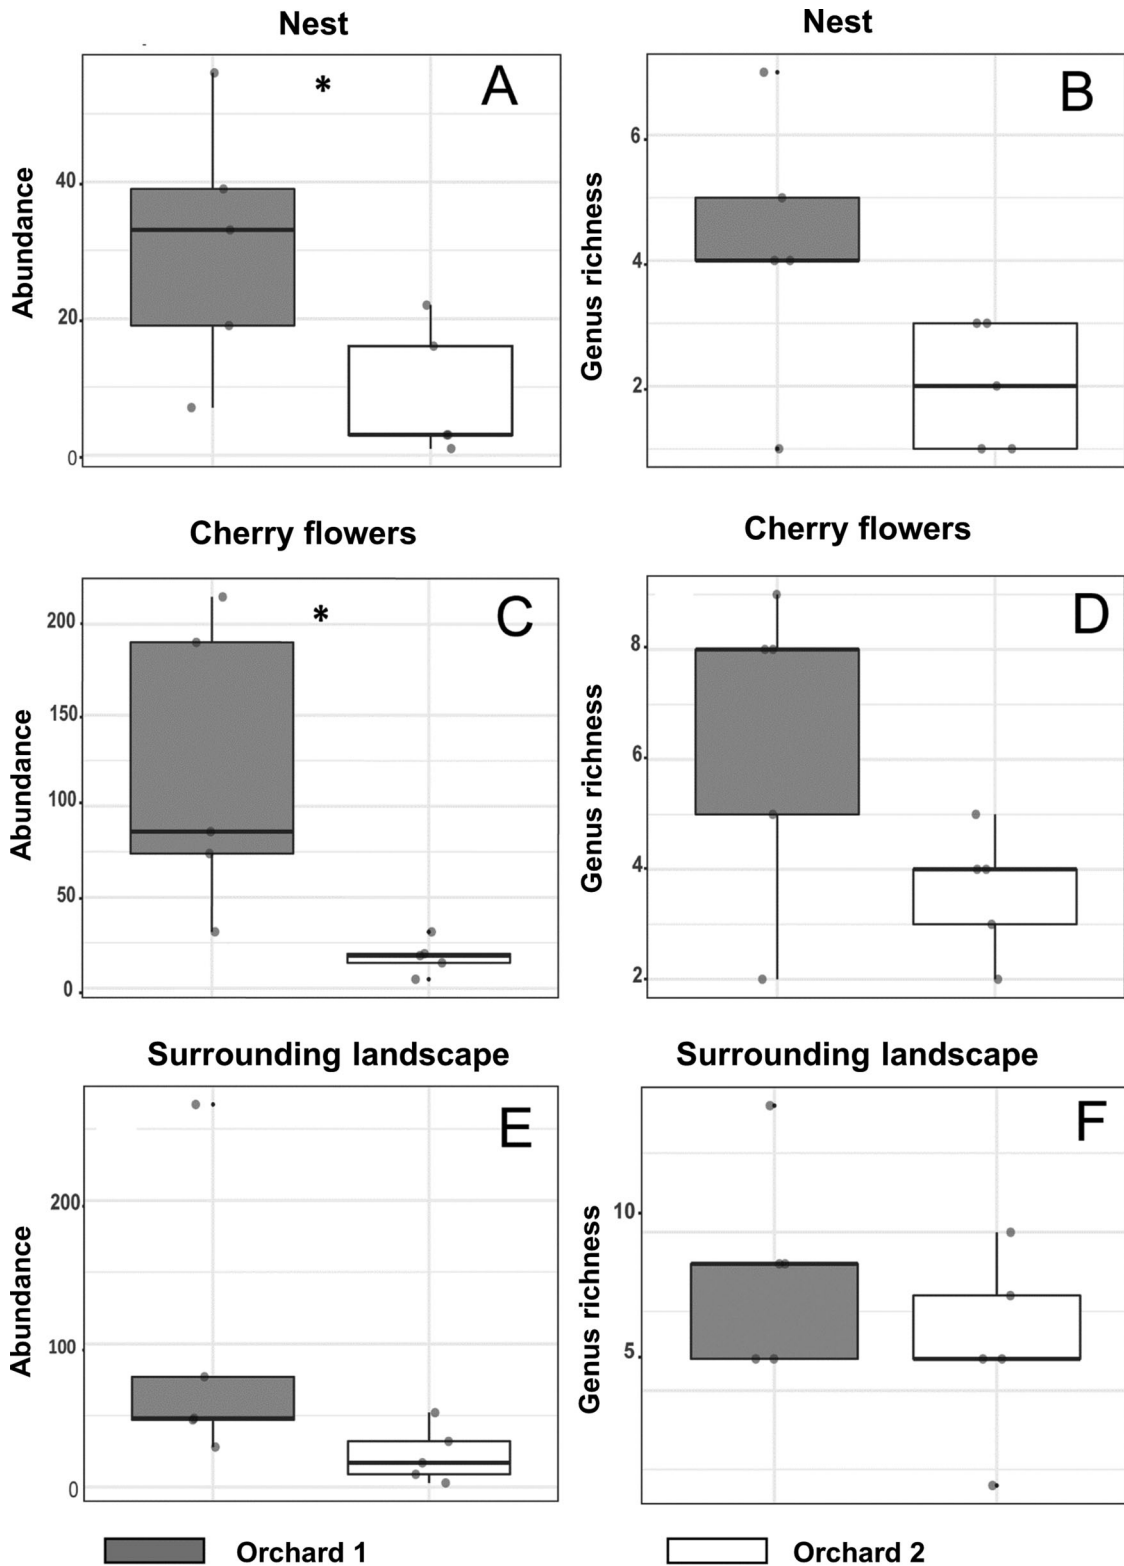 Nest
Nest
*
A
B
Abundance
40
20
0
Genus richness
6
4
2
Cherry flowers
Cherry flowers
*
C
D
Abundance
200
150
100
50
0
Genus richness
8
6
4
2
Surrounding landscape
Surrounding landscape
E
F
Abundance
200
100
0
Genus richness
10
5
Orchard 1
Orchard 2